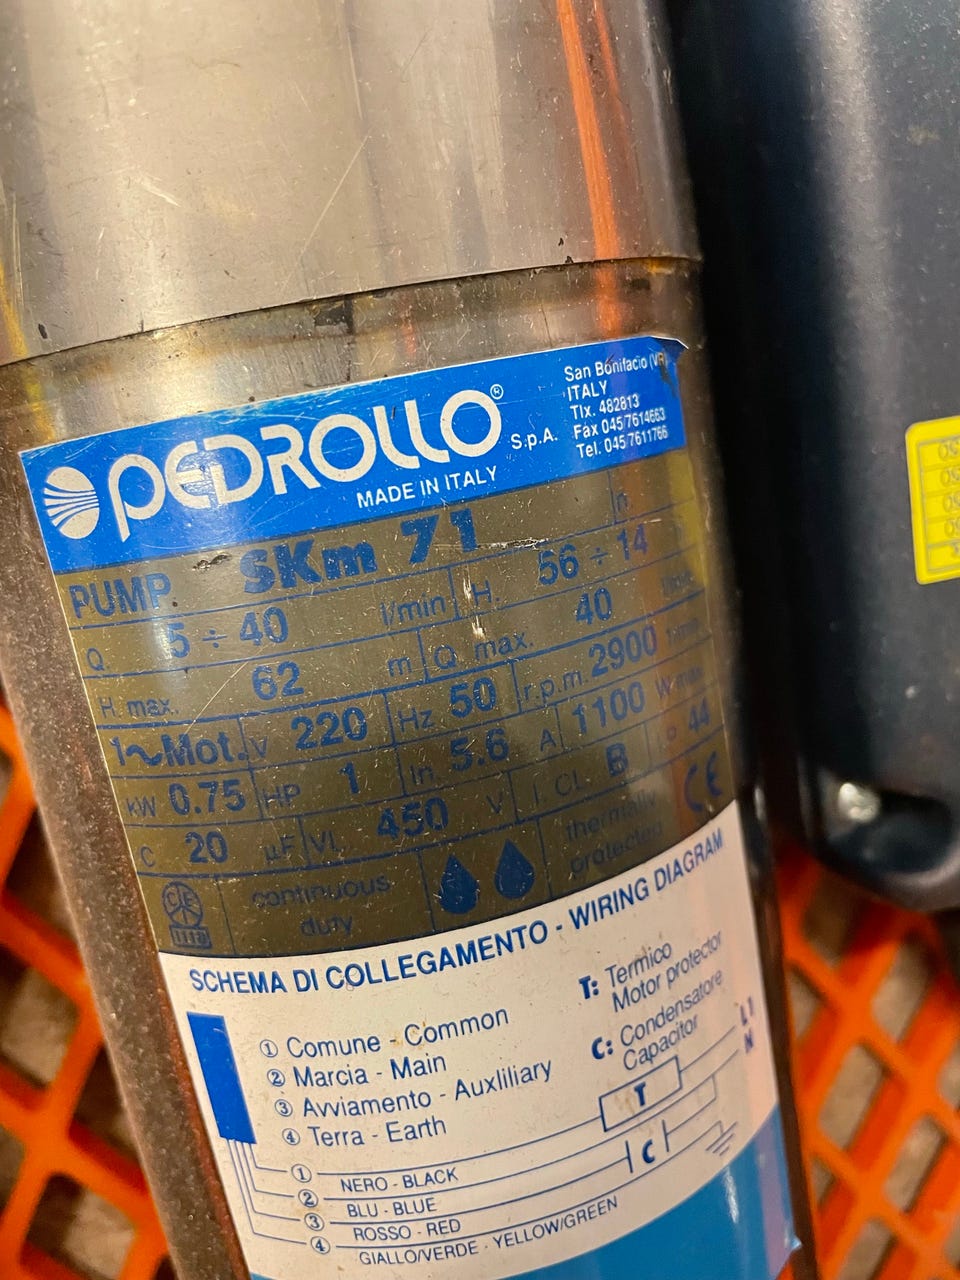 PEDROLLO® S.p.A.
MADE IN ITALY
San Bonifacio (VR)
ITALY
Tlx. 482813
Fax 045/7614663
Tel. 045/7611766
PUMP SKm 71 n.
Q 5 ÷ 40 l/min H. 56 ÷ 14
H. max. 62 m Q max. 40
1~Mot. V 220 Hz 50 r.p.m. 2900
kW 0.75 HP 1 In. 5.6 A 1100 W
C 20 µF VL 450 V I. CL. B 44
continuous duty
thermally protected
CE
SCHEMA DI COLLEGAMENTO - WIRING DIAGRAM
① Comune - Common
② Marcia - Main
③ Avviamento - Auxliliary
④ Terra - Earth
T: Termico
Motor protector
C: Condensatore
Capacitor
L1
N
T
C
① NERO - BLACK
② BLU - BLUE
③ ROSSO - RED
④ GIALLO/VERDE - YELLOW/GREEN